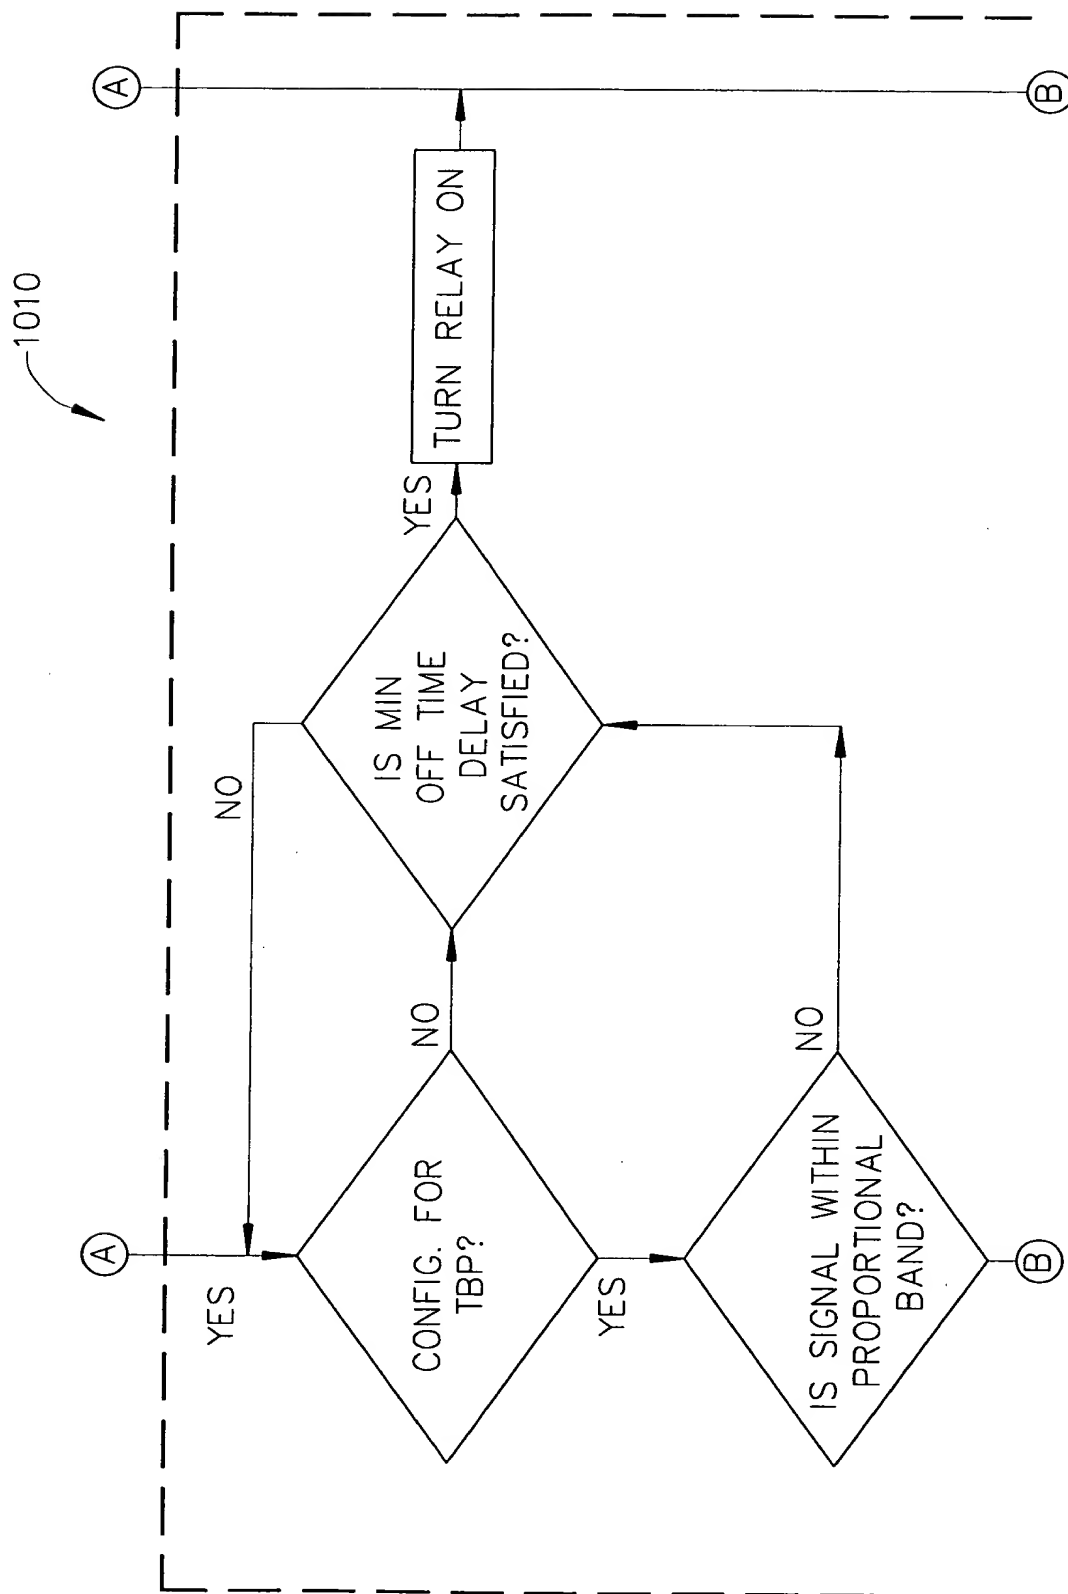 1010
A
A
YES
NO
CONFIG. FOR
TBP?
NO
IS MIN
OFF TIME
DELAY
SATISFIED?
YES
TURN RELAY ON
YES
IS SIGNAL WITHIN
PROPORTIONAL
BAND?
NO
B
B